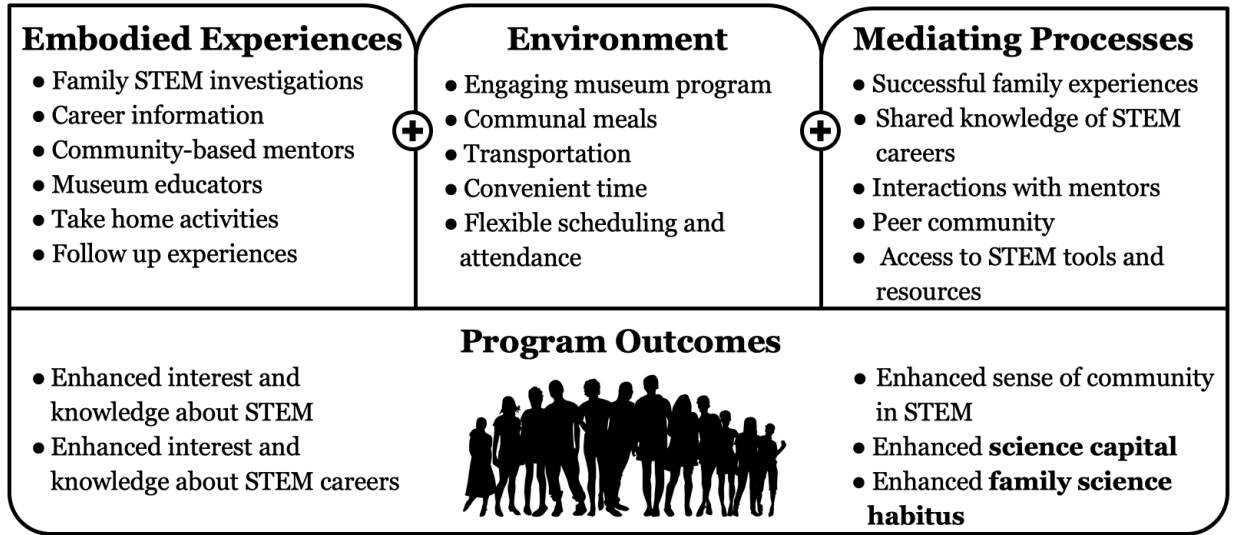 Embodied Experiences
● Family STEM investigations
● Career information
● Community-based mentors
● Museum educators
● Take home activities
● Follow up experiences
Environment
● Engaging museum program
● Communal meals
● Transportation
● Convenient time
● Flexible scheduling and
attendance
Mediating Processes
● Successful family experiences
● Shared knowledge of STEM
careers
● Interactions with mentors
● Peer community
● Access to STEM tools and
resources
Program Outcomes
● Enhanced interest and
knowledge about STEM
● Enhanced interest and
knowledge about STEM careers
● Enhanced sense of community
in STEM
● Enhanced science capital
● Enhanced family science
habitus